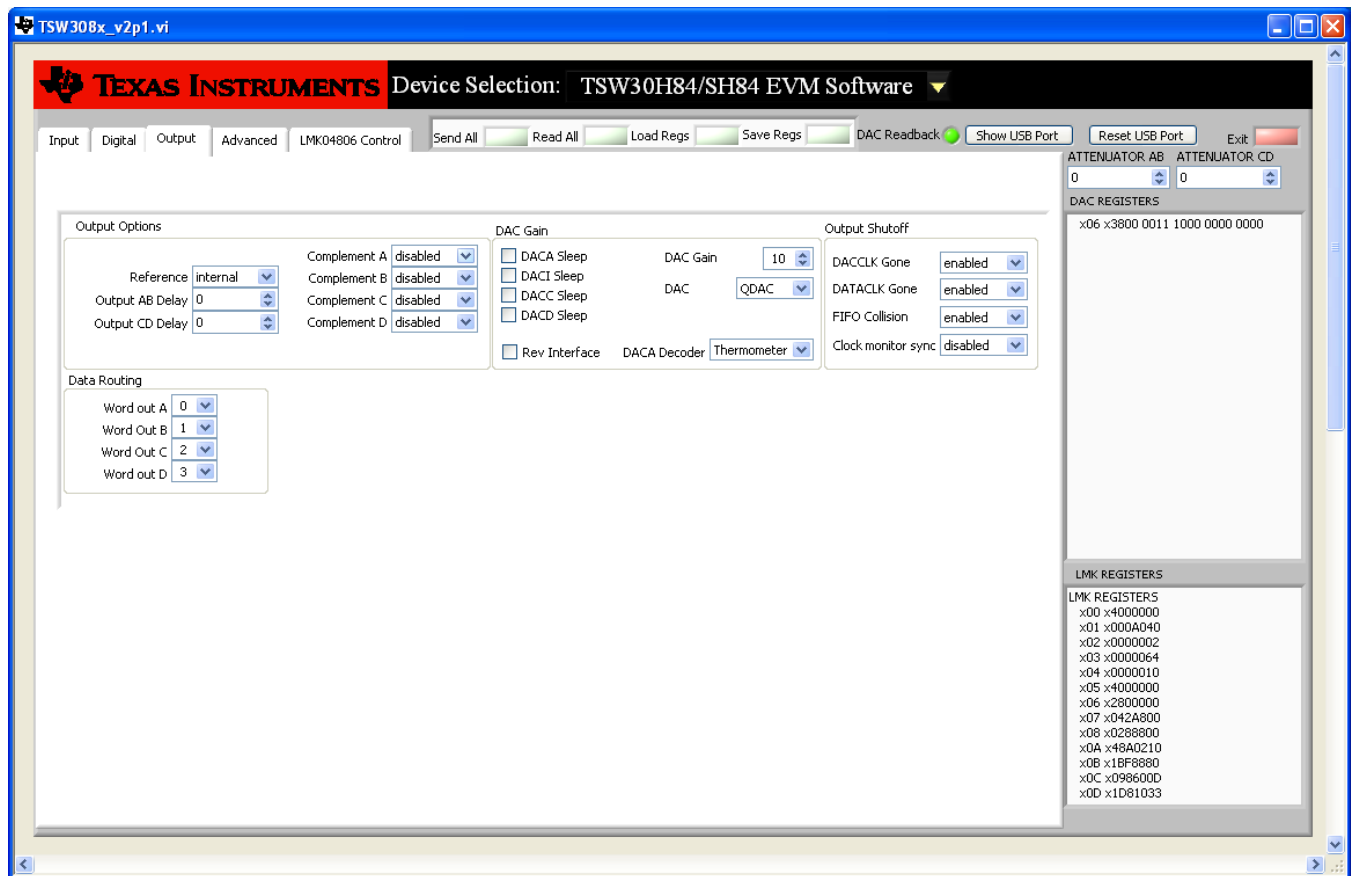 TSW308x_v2p1.vi
TEXAS INSTRUMENTS Device Selection: TSW30H84/SH84 EVM Software
Input Digital Output Advanced LMK04806 Control Send All Read All Load Regs Save Regs DAC Readback Show USB Port Reset USB Port Exit
ATTENUATOR AB ATTENUATOR CD
0 0
DAC REGISTERS
x06 x3800 0011 1000 0000 0000
Output Options
Reference internal
Output AB Delay 0
Output CD Delay 0
Complement A disabled
Complement B disabled
Complement C disabled
Complement D disabled
DAC Gain
DACA Sleep
DACI Sleep
DACC Sleep
DACD Sleep
DAC Gain 10
DAC QDAC
Rev Interface DACA Decoder Thermometer
Output Shutoff
DACCLK Gone enabled
DATACLK Gone enabled
FIFO Collision enabled
Clock monitor sync disabled
Data Routing
Word out A 0
Word Out B 1
Word Out C 2
Word out D 3
LMK REGISTERS
LMK REGISTERS
x00 x4000000
x01 x000A040
x02 x0000002
x03 x0000064
x04 x0000010
x05 x4000000
x06 x2800000
x07 x042A800
x08 x0288800
x0A x48A0210
x0B x1BF8880
x0C x098600D
x0D x1D81033